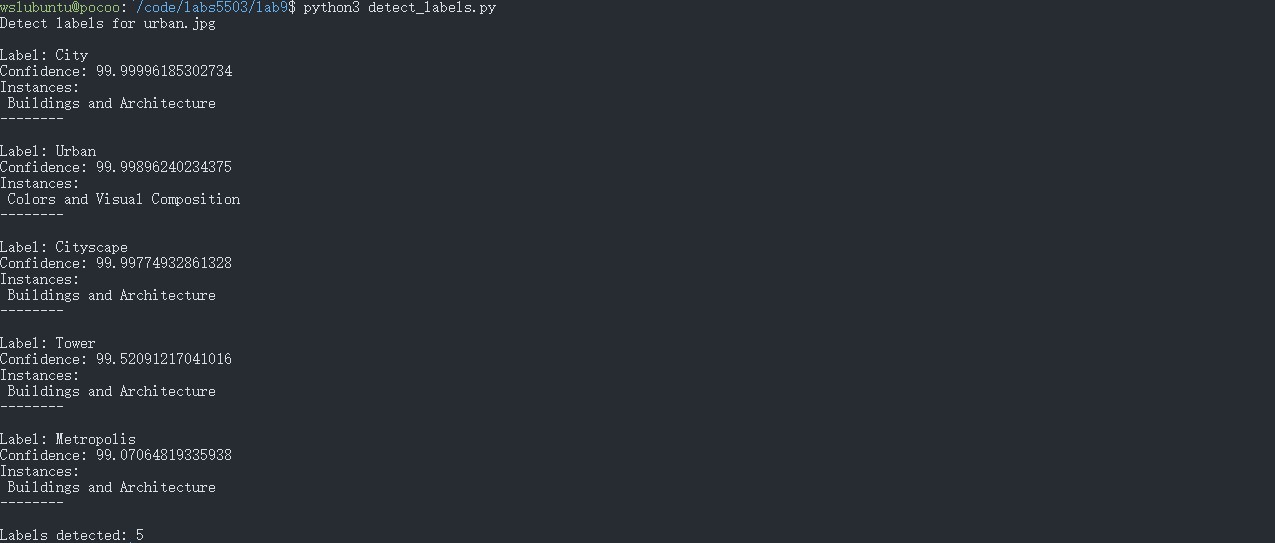 wslubuntu@pocoo:~/code/labs5503/lab9$ python3 detect_labels.py
Detect labels for urban.jpg
Label: City
Confidence: 99.99996185302734
Instances:
Buildings and Architecture
--------
Label: Urban
Confidence: 99.99896240234375
Instances:
Colors and Visual Composition
--------
Label: Cityscape
Confidence: 99.99774932861328
Instances:
Buildings and Architecture
--------
Label: Tower
Confidence: 99.52091217041016
Instances:
Buildings and Architecture
--------
Label: Metropolis
Confidence: 99.07064819335938
Instances:
Buildings and Architecture
--------
Labels detected: 5